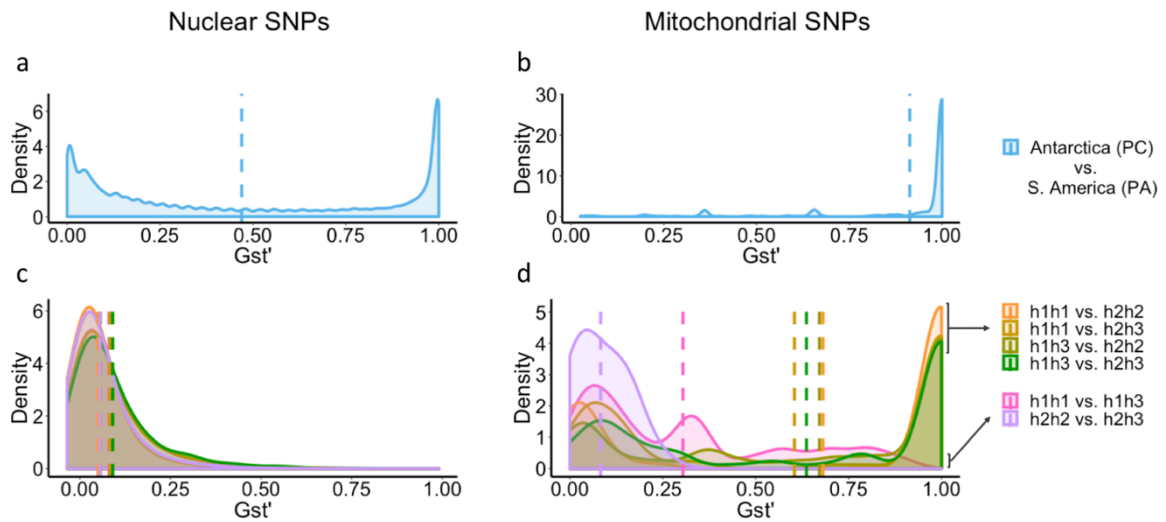 Nuclear SNPs
Mitochondrial SNPs
a
b
Density
6
4
2
0
0.00 0.25 0.50 0.75 1.00
Gst'
Density
30
20
10
0
0.00 0.25 0.50 0.75 1.00
Gst'
Antarctica (PC)
vs.
S. America (PA)
c
d
Density
6
4
2
0
0.00 0.25 0.50 0.75 1.00
Gst'
Density
5
4
3
2
1
0
0.00 0.25 0.50 0.75 1.00
Gst'
h1h1 vs. h2h2
h1h1 vs. h2h3
h1h3 vs. h2h2
h1h3 vs. h2h3
h1h1 vs. h1h3
h2h2 vs. h2h3